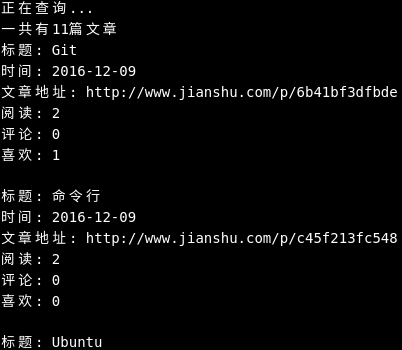 正在查询...
一共有11篇文章
标题: Git
时间: 2016-12-09
文章地址: http://www.jianshu.com/p/6b41bf3dfbde
阅读: 2
评论: 0
喜欢: 1
标题: 命令行
时间: 2016-12-09
文章地址: http://www.jianshu.com/p/c45f213fc548
阅读: 2
评论: 0
喜欢: 0
标题: Ubuntu